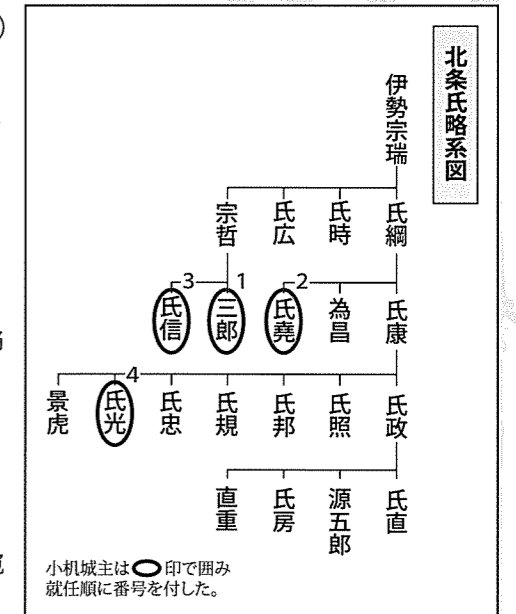 北条氏略系図
伊勢宗瑞
氏綱
氏時
氏広
宗哲
氏康
為昌
2
氏堯
1
三郎
3
氏信
氏政
氏照
氏邦
氏規
氏忠
4
氏光
景虎
氏直
源五郎
氏房
直重
小机城主は印で囲み
就任順に番号を付した。